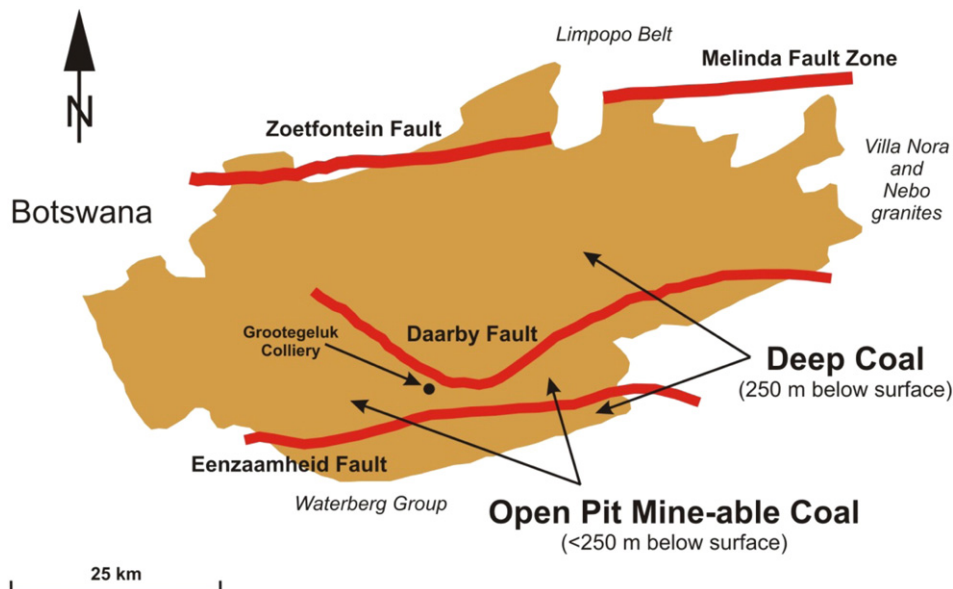 Limpopo Belt
Melinda Fault Zone
N
Zoetfontein Fault
Villa Nora
and
Nebo
granites
Botswana
Grootegeluk
Colliery
Daarby Fault
Deep Coal
(250 m below surface)
Eenzaamheid Fault
Waterberg Group
Open Pit Mine-able Coal
(<250 m below surface)
25 km